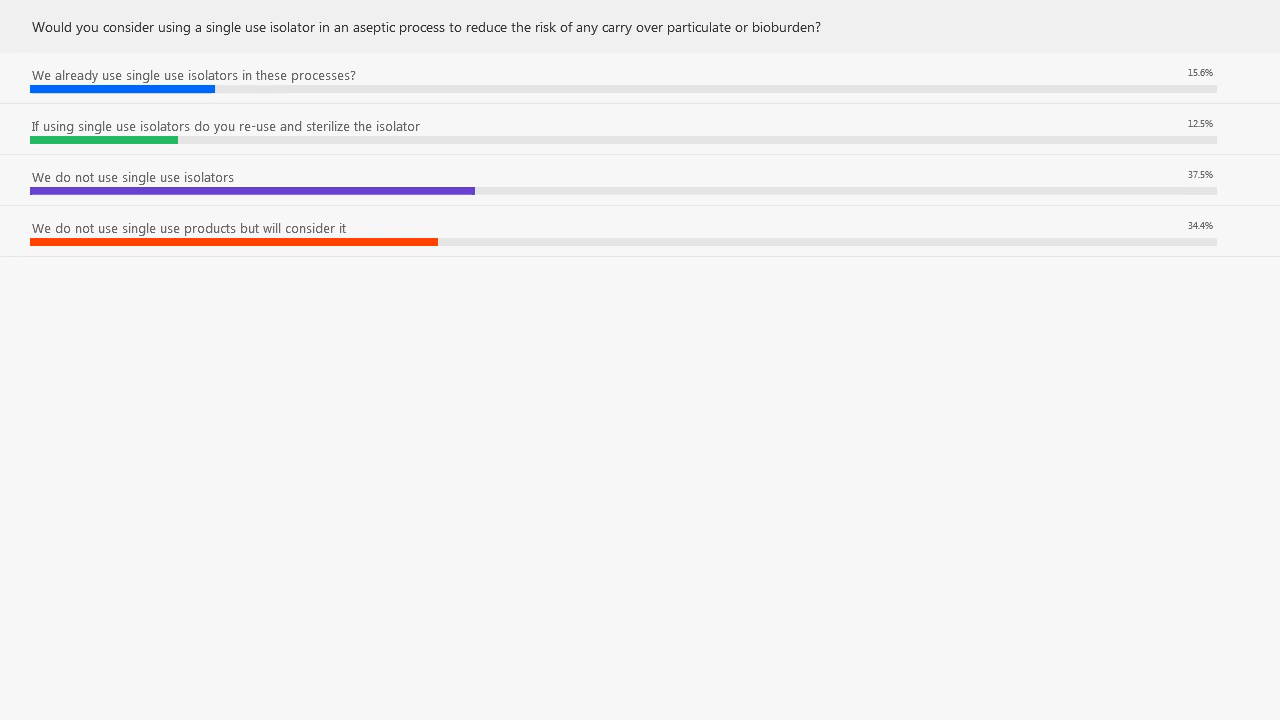 Would you consider using a single use isolator in an aseptic process to reduce the risk of any carry over particulate or bioburden?
We already use single use isolators in these processes?
15.6%
If using single use isolators do you re-use and sterilize the isolator
12.5%
We do not use single use isolators
37.5%
We do not use single use products but will consider it
34.4%